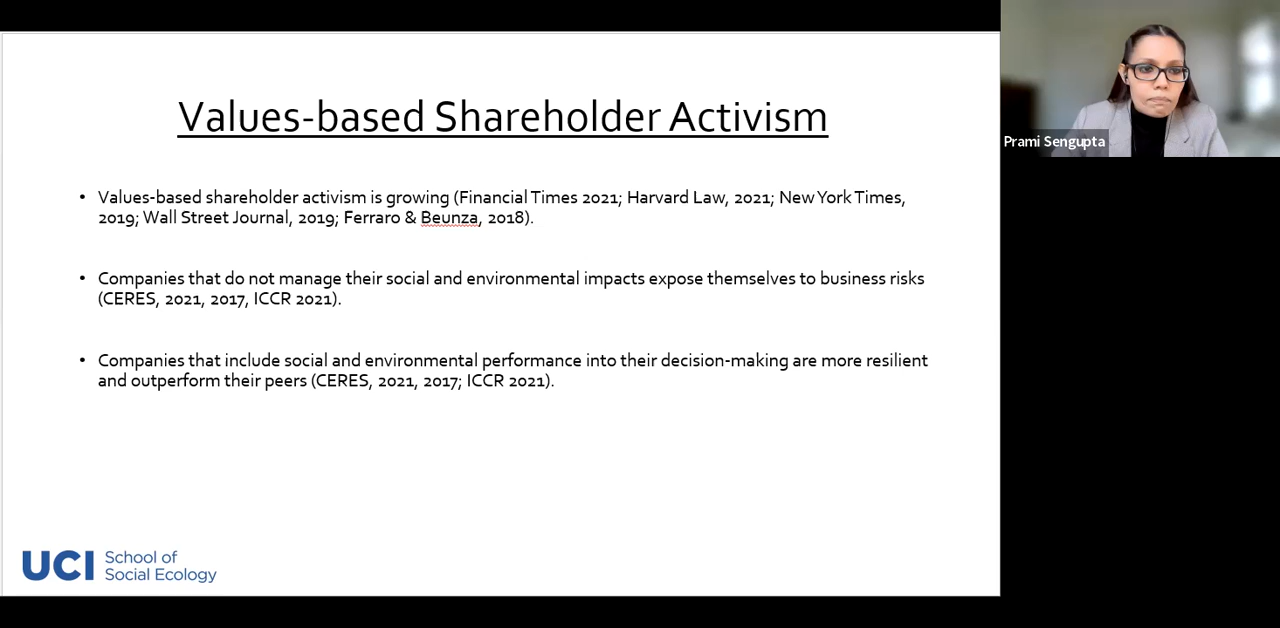 Values-based Shareholder Activism
• Values-based shareholder activism is growing (Financial Times 2021; Harvard Law, 2021; New York Times,
2019; Wall Street Journal, 2019; Ferraro & Beunza, 2018).
• Companies that do not manage their social and environmental impacts expose themselves to business risks
(CERES, 2021, 2017, ICCR 2021).
• Companies that include social and environmental performance into their decision-making are more resilient
and outperform their peers (CERES, 2021, 2017; ICCR 2021).
UCI School of
Social Ecology
Prami Sengupta